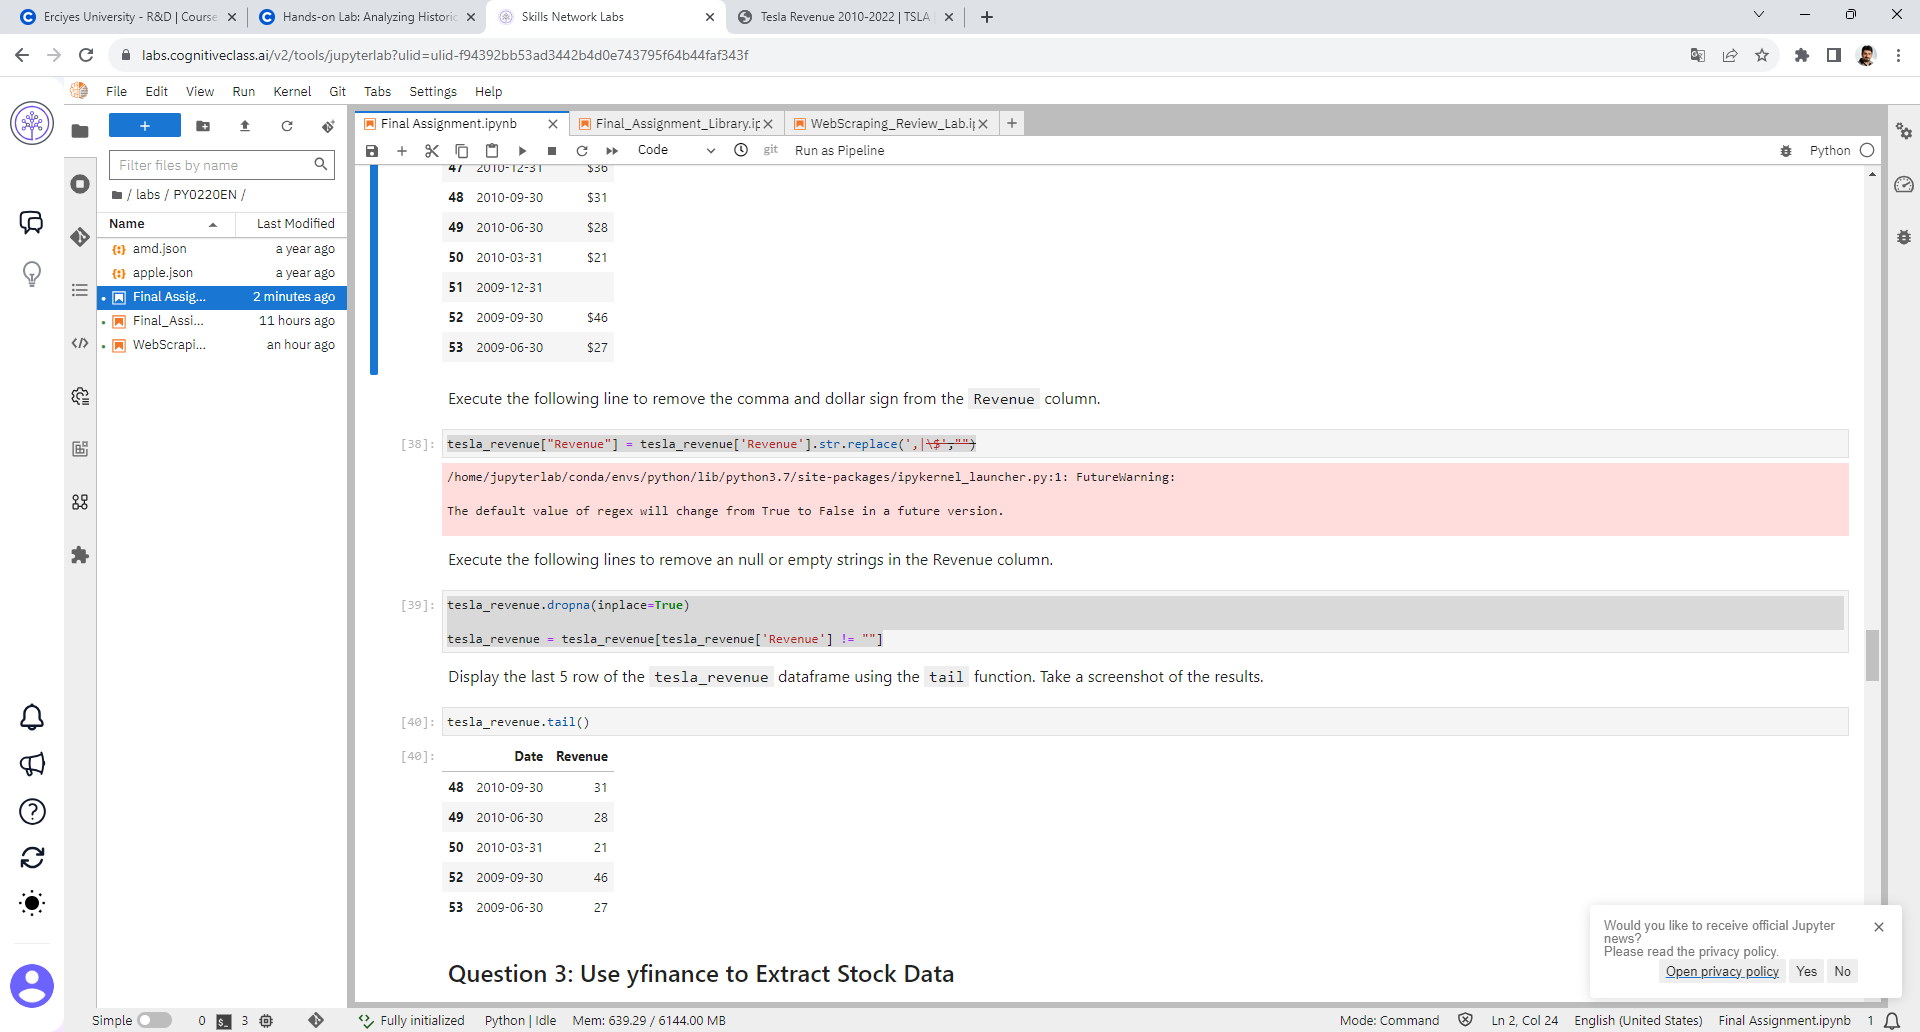 Erciyes University - R&D | Course
Hands-on Lab: Analyzing Historic
Skills Network Labs
Tesla Revenue 2010-2022 | TSLA
labs.cognitiveclass.ai/v2/tools/jupyterlab?ulid=ulid-f94392bb53ad3442b4d0e743795f64b44faf343f
File Edit View Run Kernel Git Tabs Settings Help
Final Assignment.ipynb
Final_Assignment_Library.ip
WebScraping_Review_Lab.ip
Filter files by name
/ labs / PY0220EN /
Name Last Modified
amd.json a year ago
apple.json a year ago
Final Assig... 2 minutes ago
Final_Assi... 11 hours ago
WebScrapi... an hour ago
Code git Run as Pipeline Python
47 2010-12-31 $36
48 2010-09-30 $31
49 2010-06-30 $28
50 2010-03-31 $21
51 2009-12-31
52 2009-09-30 $46
53 2009-06-30 $27
Execute the following line to remove the comma and dollar sign from the Revenue column.
[38]: tesla_revenue["Revenue"] = tesla_revenue['Revenue'].str.replace(',|\$',"")
/home/jupyterlab/conda/envs/python/lib/python3.7/site-packages/ipykernel_launcher.py:1: FutureWarning:
The default value of regex will change from True to False in a future version.
Execute the following lines to remove an null or empty strings in the Revenue column.
[39]: tesla_revenue.dropna(inplace=True)
tesla_revenue = tesla_revenue[tesla_revenue['Revenue'] != ""]
Display the last 5 row of the tesla_revenue dataframe using the tail function. Take a screenshot of the results.
[40]: tesla_revenue.tail()
[40]: Date Revenue
48 2010-09-30 31
49 2010-06-30 28
50 2010-03-31 21
52 2009-09-30 46
53 2009-06-30 27
Question 3: Use yfinance to Extract Stock Data
Would you like to receive official Jupyter
news?
Please read the privacy policy.
Open privacy policy Yes No
Simple 0 $_ 3 Fully initialized Python | Idle Mem: 639.29 / 6144.00 MB Mode: Command Ln 2, Col 24 English (United States) Final Assignment.ipynb 1